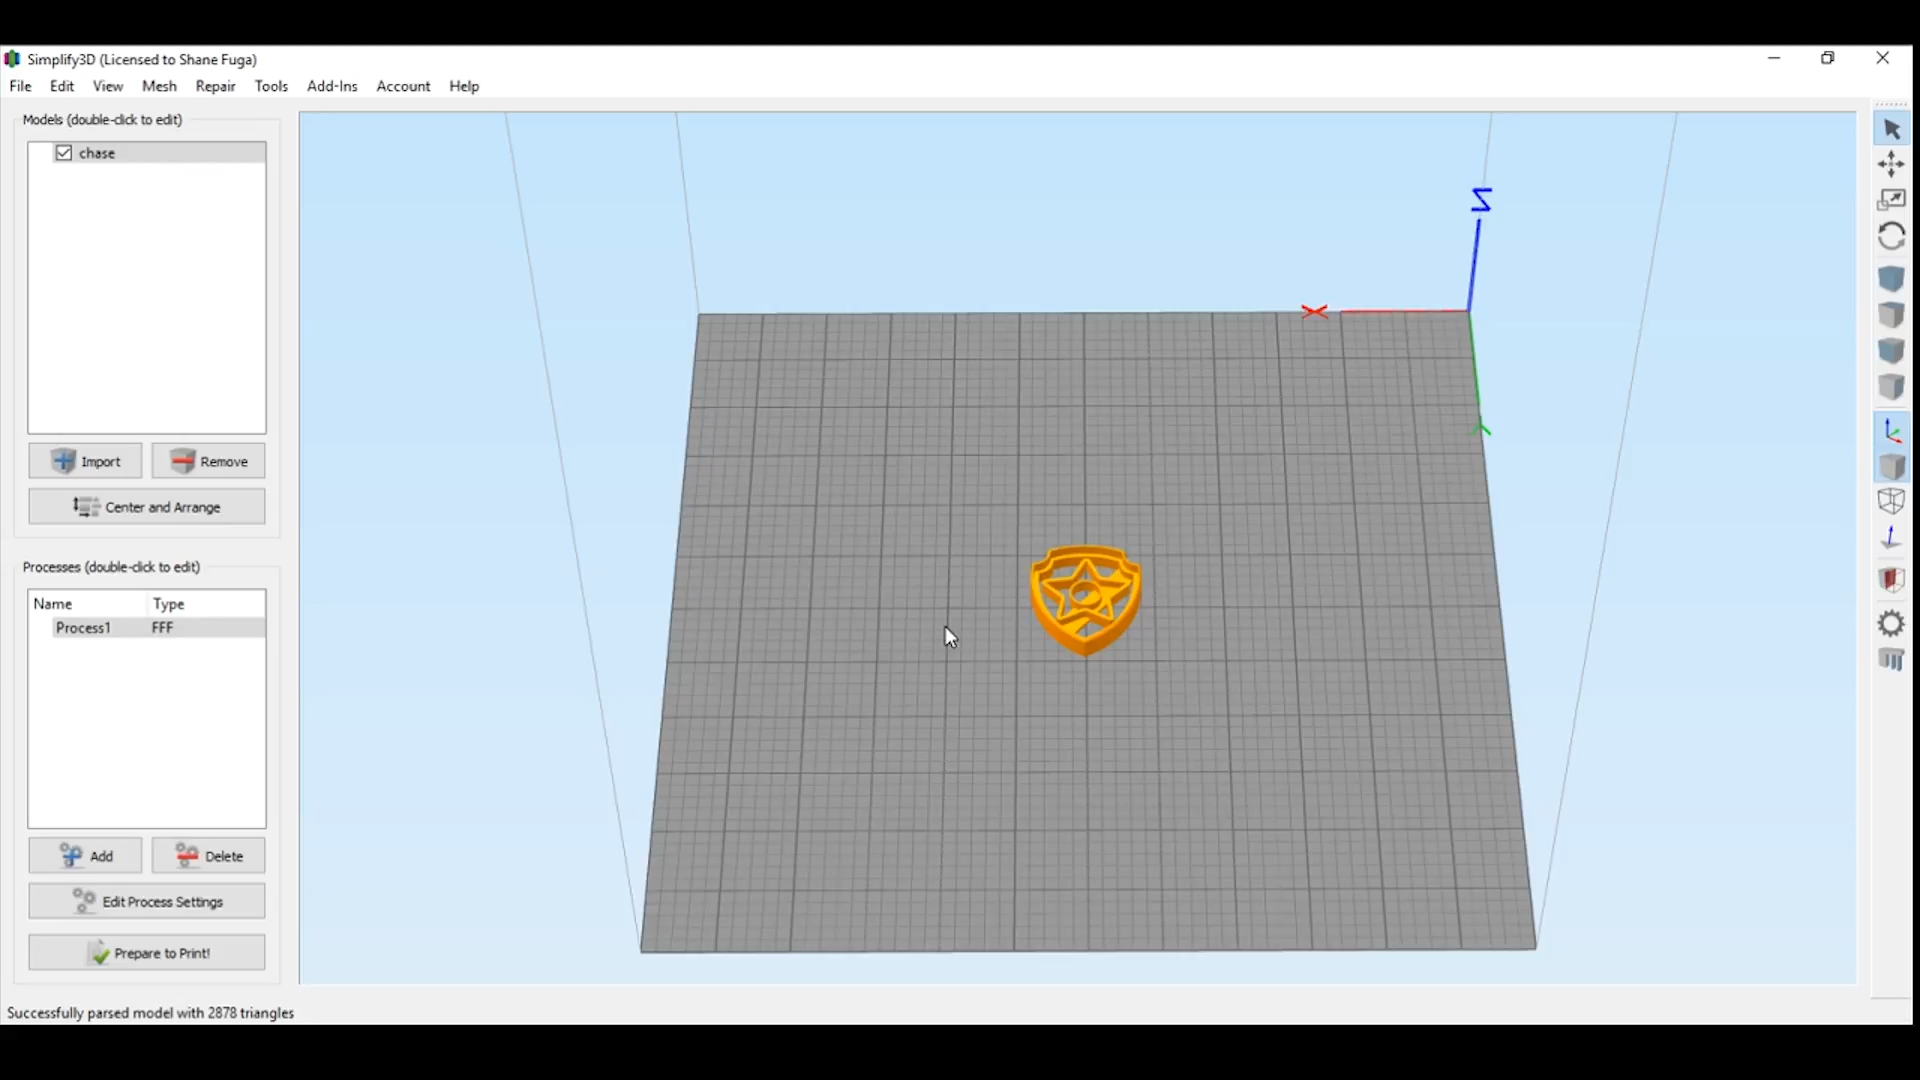 Simplify3D (Licensed to Shane Fuga)
File Edit View Mesh Repair Tools Add-Ins Account Help
Models (double-click to edit)
chase
Import Remove
Center and Arrange
Processes (double-click to edit)
Name Type
Process1 FFF
Add Delete
Edit Process Settings
Prepare to Print!
Successfully parsed model with 2878 triangles
Z
X
Y